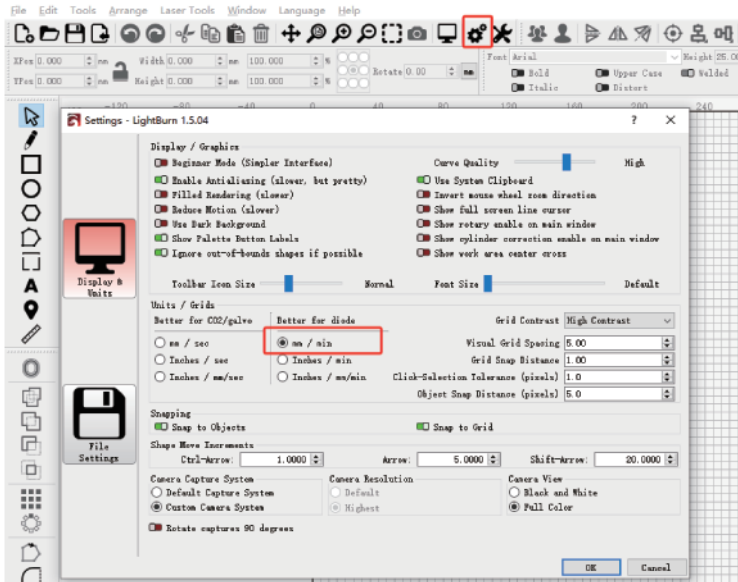 File Edit Tools Arrange Laser Tools Window Language Help
XPos 0.000 mm Width 0.000 mm 100.000 %
YPos 0.000 mm Height 0.000 mm 100.000 %
Rotate 0.00 mm
Font Arial Height 25.00
Bold Upper Case Welded
Italic Distort
-120 -80 -40 0 40 80 120 160 200 240
Settings - LightBurn 1.5.04 ? ×
Display & Units
File Settings
Display / Graphics
Beginner Mode (Simpler Interface) Curve Quality High
Enable Antialiasing (slower, but pretty) Use System Clipboard
Filled Rendering (slower) Invert mouse wheel zoom direction
Reduce Motion (slower) Show full screen line cursor
Use Dark Background Show rotary enable on main window
Show Palette Button Labels Show cylinder correction enable on main window
Ignore out-of-bounds shapes if possible Show work area center cross
Toolbar Icon Size Normal Font Size Default
Units / Grids
Better for CO2/galvo Better for diode Grid Contrast High Contrast
mm / sec mm / min Visual Grid Spacing 5.00
Inches / sec Inches / min Grid Snap Distance 1.00
Inches / mm/sec Inches / mm/min Click-Selection Tolerance (pixels) 1.0
Object Snap Distance (pixels) 5.0
Snapping
Snap to Objects Snap to Grid
Shape Move Increments
Ctrl-Arrow: 1.0000 Arrow: 5.0000 Shift-Arrow: 20.0000
Camera Capture System Camera Resolution Camera View
Default Capture System Default Black and White
Custom Camera System Highest Full Color
Rotate captures 90 degrees
OK Cancel